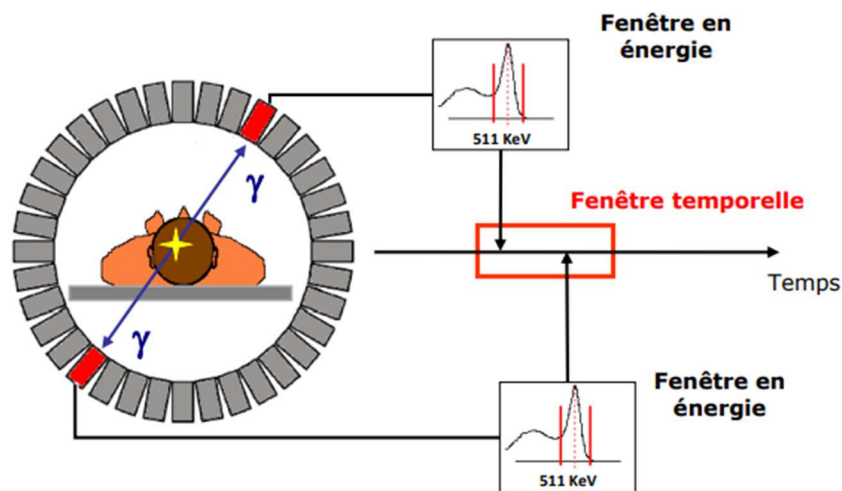 Fenêtre en
énergie
511 KeV
γ
Fenêtre temporelle
Temps
γ
Fenêtre en
énergie
511 KeV